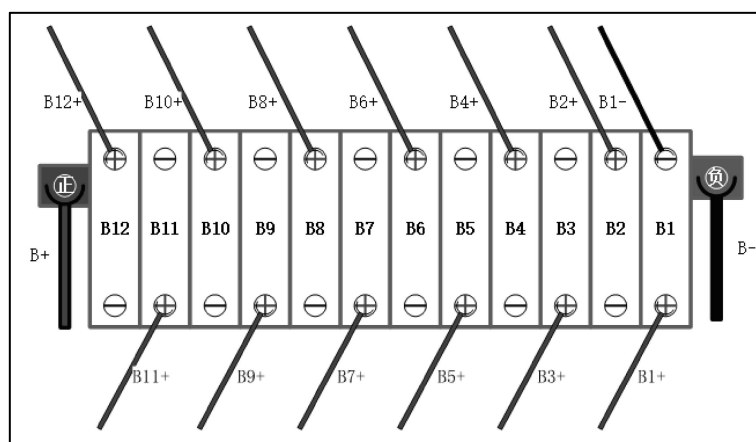 B12+ B10+ B8+ B6+ B4+ B2+ B1-
正 负
B12 B11 B10 B9 B8 B7 B6 B5 B4 B3 B2 B1
B+ B-
B11+ B9+ B7+ B5+ B3+ B1+